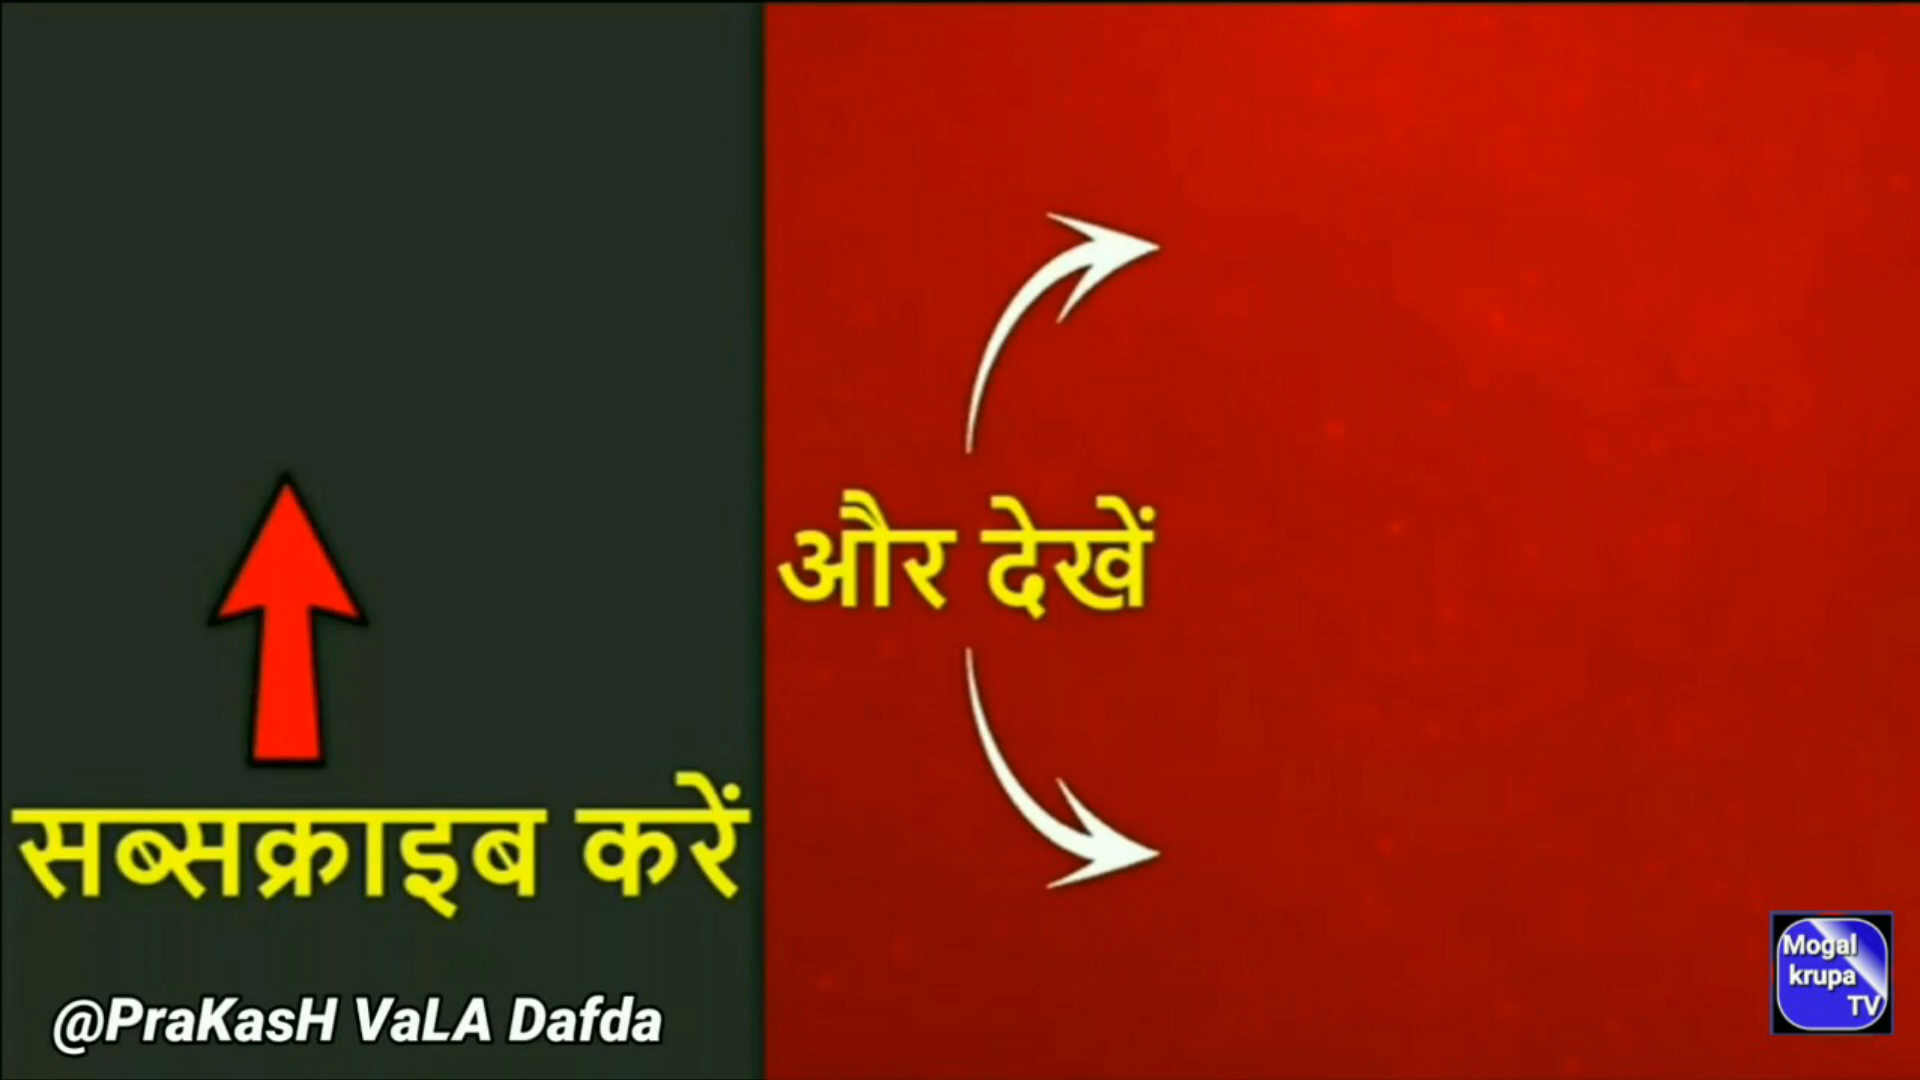 और देखें
सब्सक्राइब करें
@PraKasH VaLA Dafda
Mogal
krupa
TV